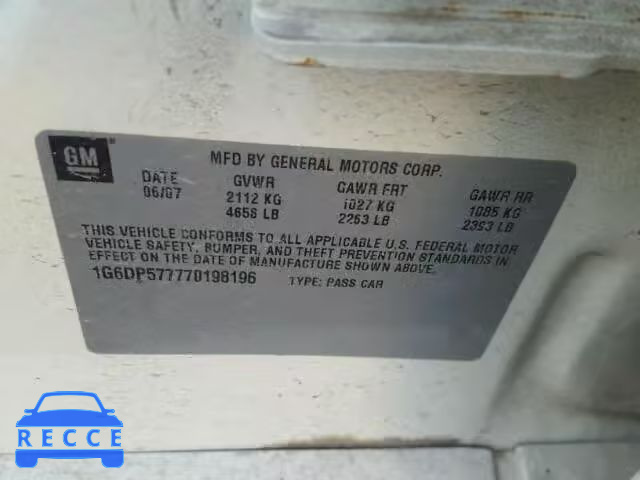 GM
MFD BY GENERAL MOTORS CORP.
DATE GVWR GAWR FRT GAWR RR
06/07 2112 KG 1027 KG 1085 KG
4656 LB 2263 LB 2393 LB
THIS VEHICLE CONFORMS TO ALL APPLICABLE U.S. FEDERAL MOTOR
VEHICLE SAFETY, BUMPER, AND THEFT PREVENTION STANDARDS IN
EFFECT ON THE DATE OF MANUFACTURE SHOWN ABOVE.
1G6DP577770198196 TYPE: PASS CAR
RECCE